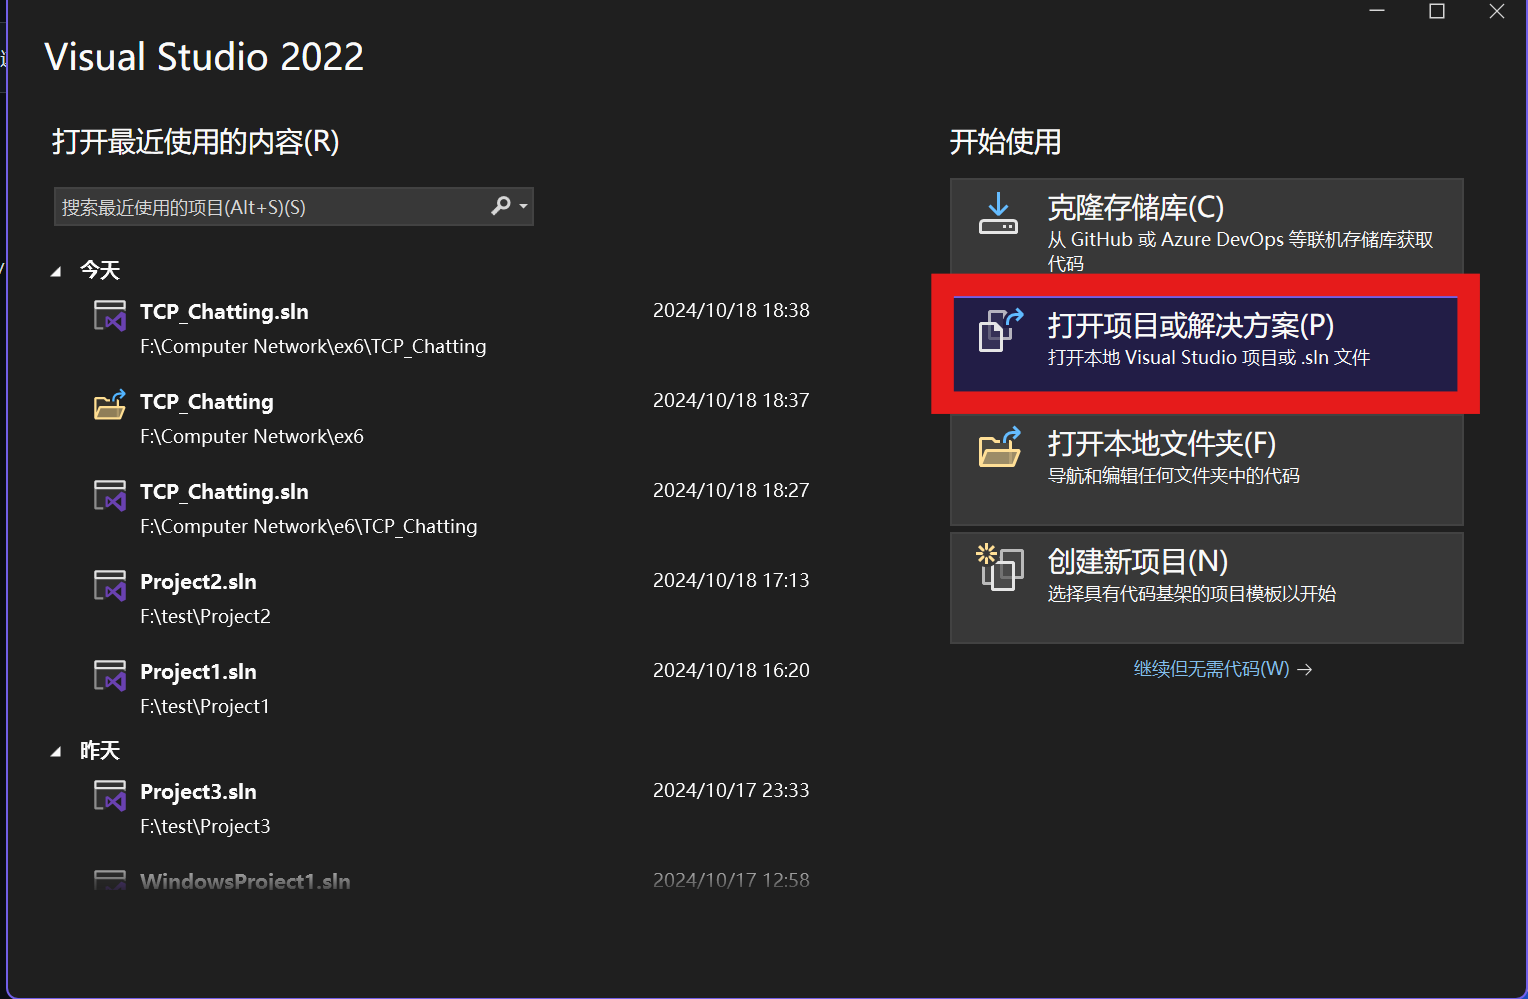 Visual Studio 2022
打开最近使用的内容(R)
搜索最近使用的项目(Alt+S)(S)
今天
TCP_Chatting.sln
2024/10/18 18:38
F:\Computer Network\ex6\TCP_Chatting
TCP_Chatting
2024/10/18 18:37
F:\Computer Network\ex6
TCP_Chatting.sln
2024/10/18 18:27
F:\Computer Network\e6\TCP_Chatting
Project2.sln
2024/10/18 17:13
F:\test\Project2
Project1.sln
2024/10/18 16:20
F:\test\Project1
昨天
Project3.sln
2024/10/17 23:33
F:\test\Project3
WindowsProject1.sln
2024/10/17 12:58
开始使用
克隆存储库(C)
从 GitHub 或 Azure DevOps 等联机存储库获取
代码
打开项目或解决方案(P)
打开本地 Visual Studio 项目或 .sln 文件
打开本地文件夹(F)
导航和编辑任何文件夹中的代码
创建新项目(N)
选择具有代码基架的项目模板以开始
继续但无需代码(W) →